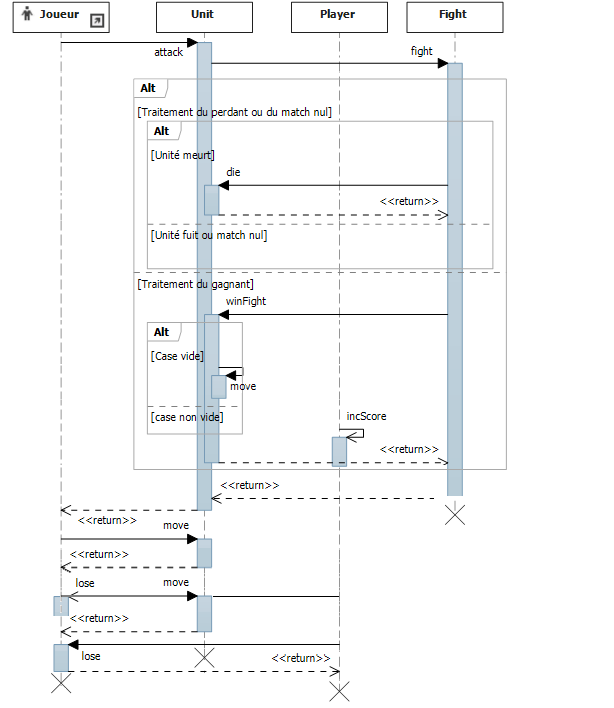 Joueur
Unit
Player
Fight
attack
fight
Alt
[Traitement du perdant ou du match nul]
Alt
[Unité meurt]
die
<<return>>
[Unité fuit ou match nul]
[Traitement du gagnant]
winFight
Alt
[Case vide]
move
[case non vide]
incScore
<<return>>
<<return>>
<<return>>
move
<<return>>
lose
move
<<return>>
lose
<<return>>